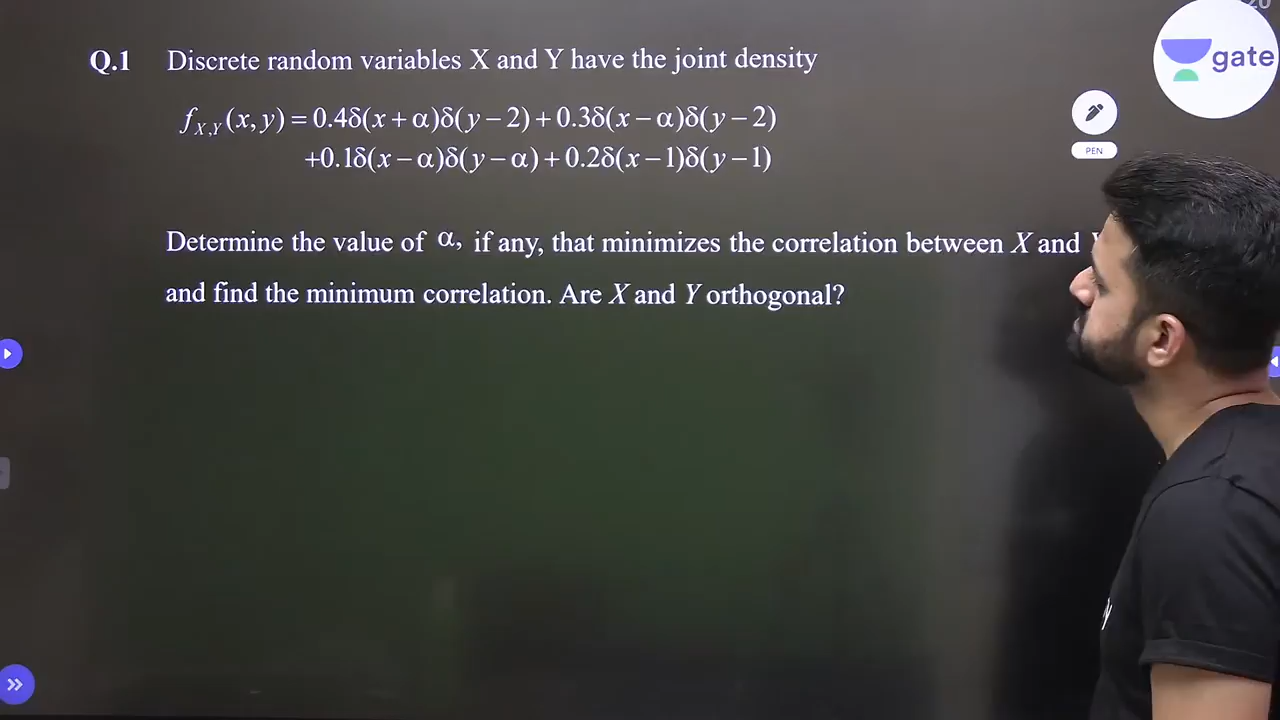 Q.1 Discrete random variables X and Y have the joint density
f_{X,Y}(x, y) = 0.4δ(x + α)δ(y − 2) + 0.3δ(x − α)δ(y − 2)
+0.1δ(x − α)δ(y − α) + 0.2δ(x − 1)δ(y − 1)
Determine the value of α, if any, that minimizes the correlation between X and
and find the minimum correlation. Are X and Y orthogonal?
gate
PEN